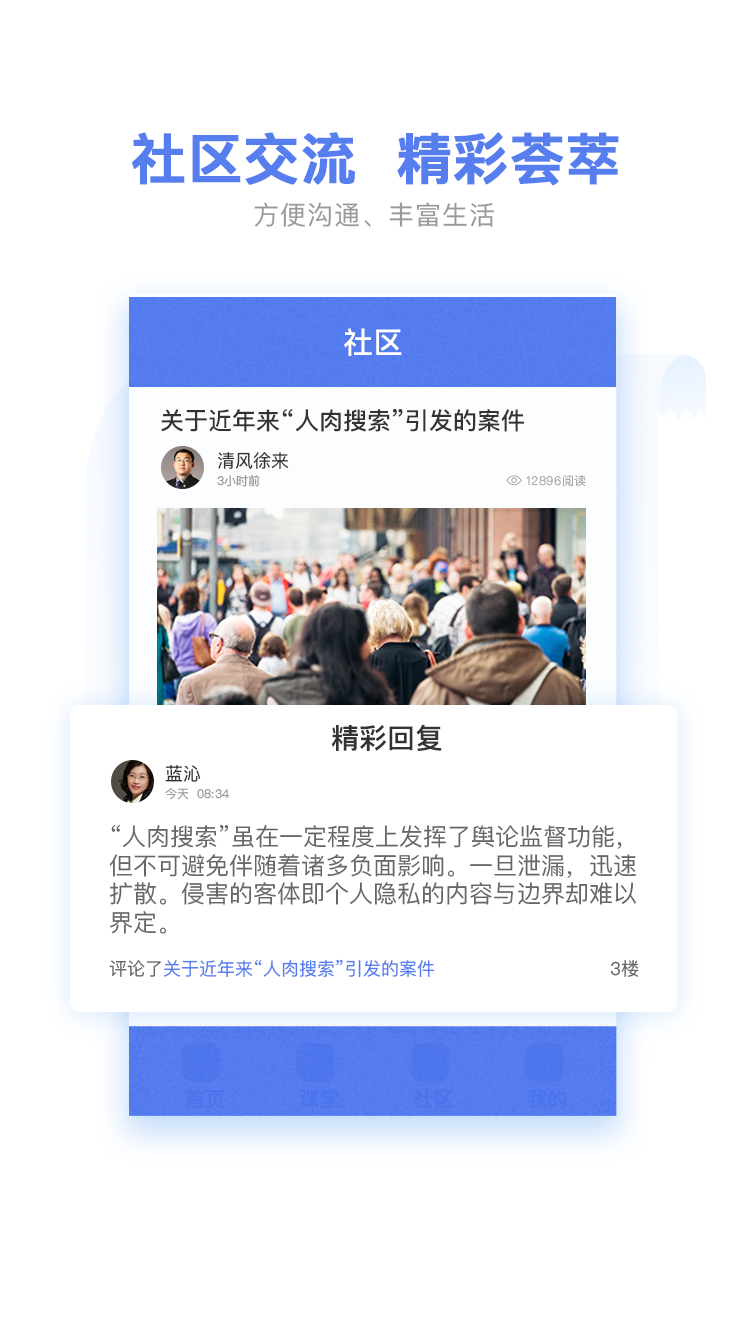 社区交流 精彩荟萃
方便沟通、丰富生活
社区
关于近年来“人肉搜索”引发的案件
清风徐来
3小时前
12896阅读
精彩回复
蓝沁
今天 08:34
“人肉搜索”虽在一定程度上发挥了舆论监督功能，
但不可避免伴随着诸多负面影响。一旦泄漏，迅速
扩散。侵害的客体即个人隐私的内容与边界却难以
界定。
评论了关于近年来“人肉搜索”引发的案件
3楼
首页 课堂 社区 我的